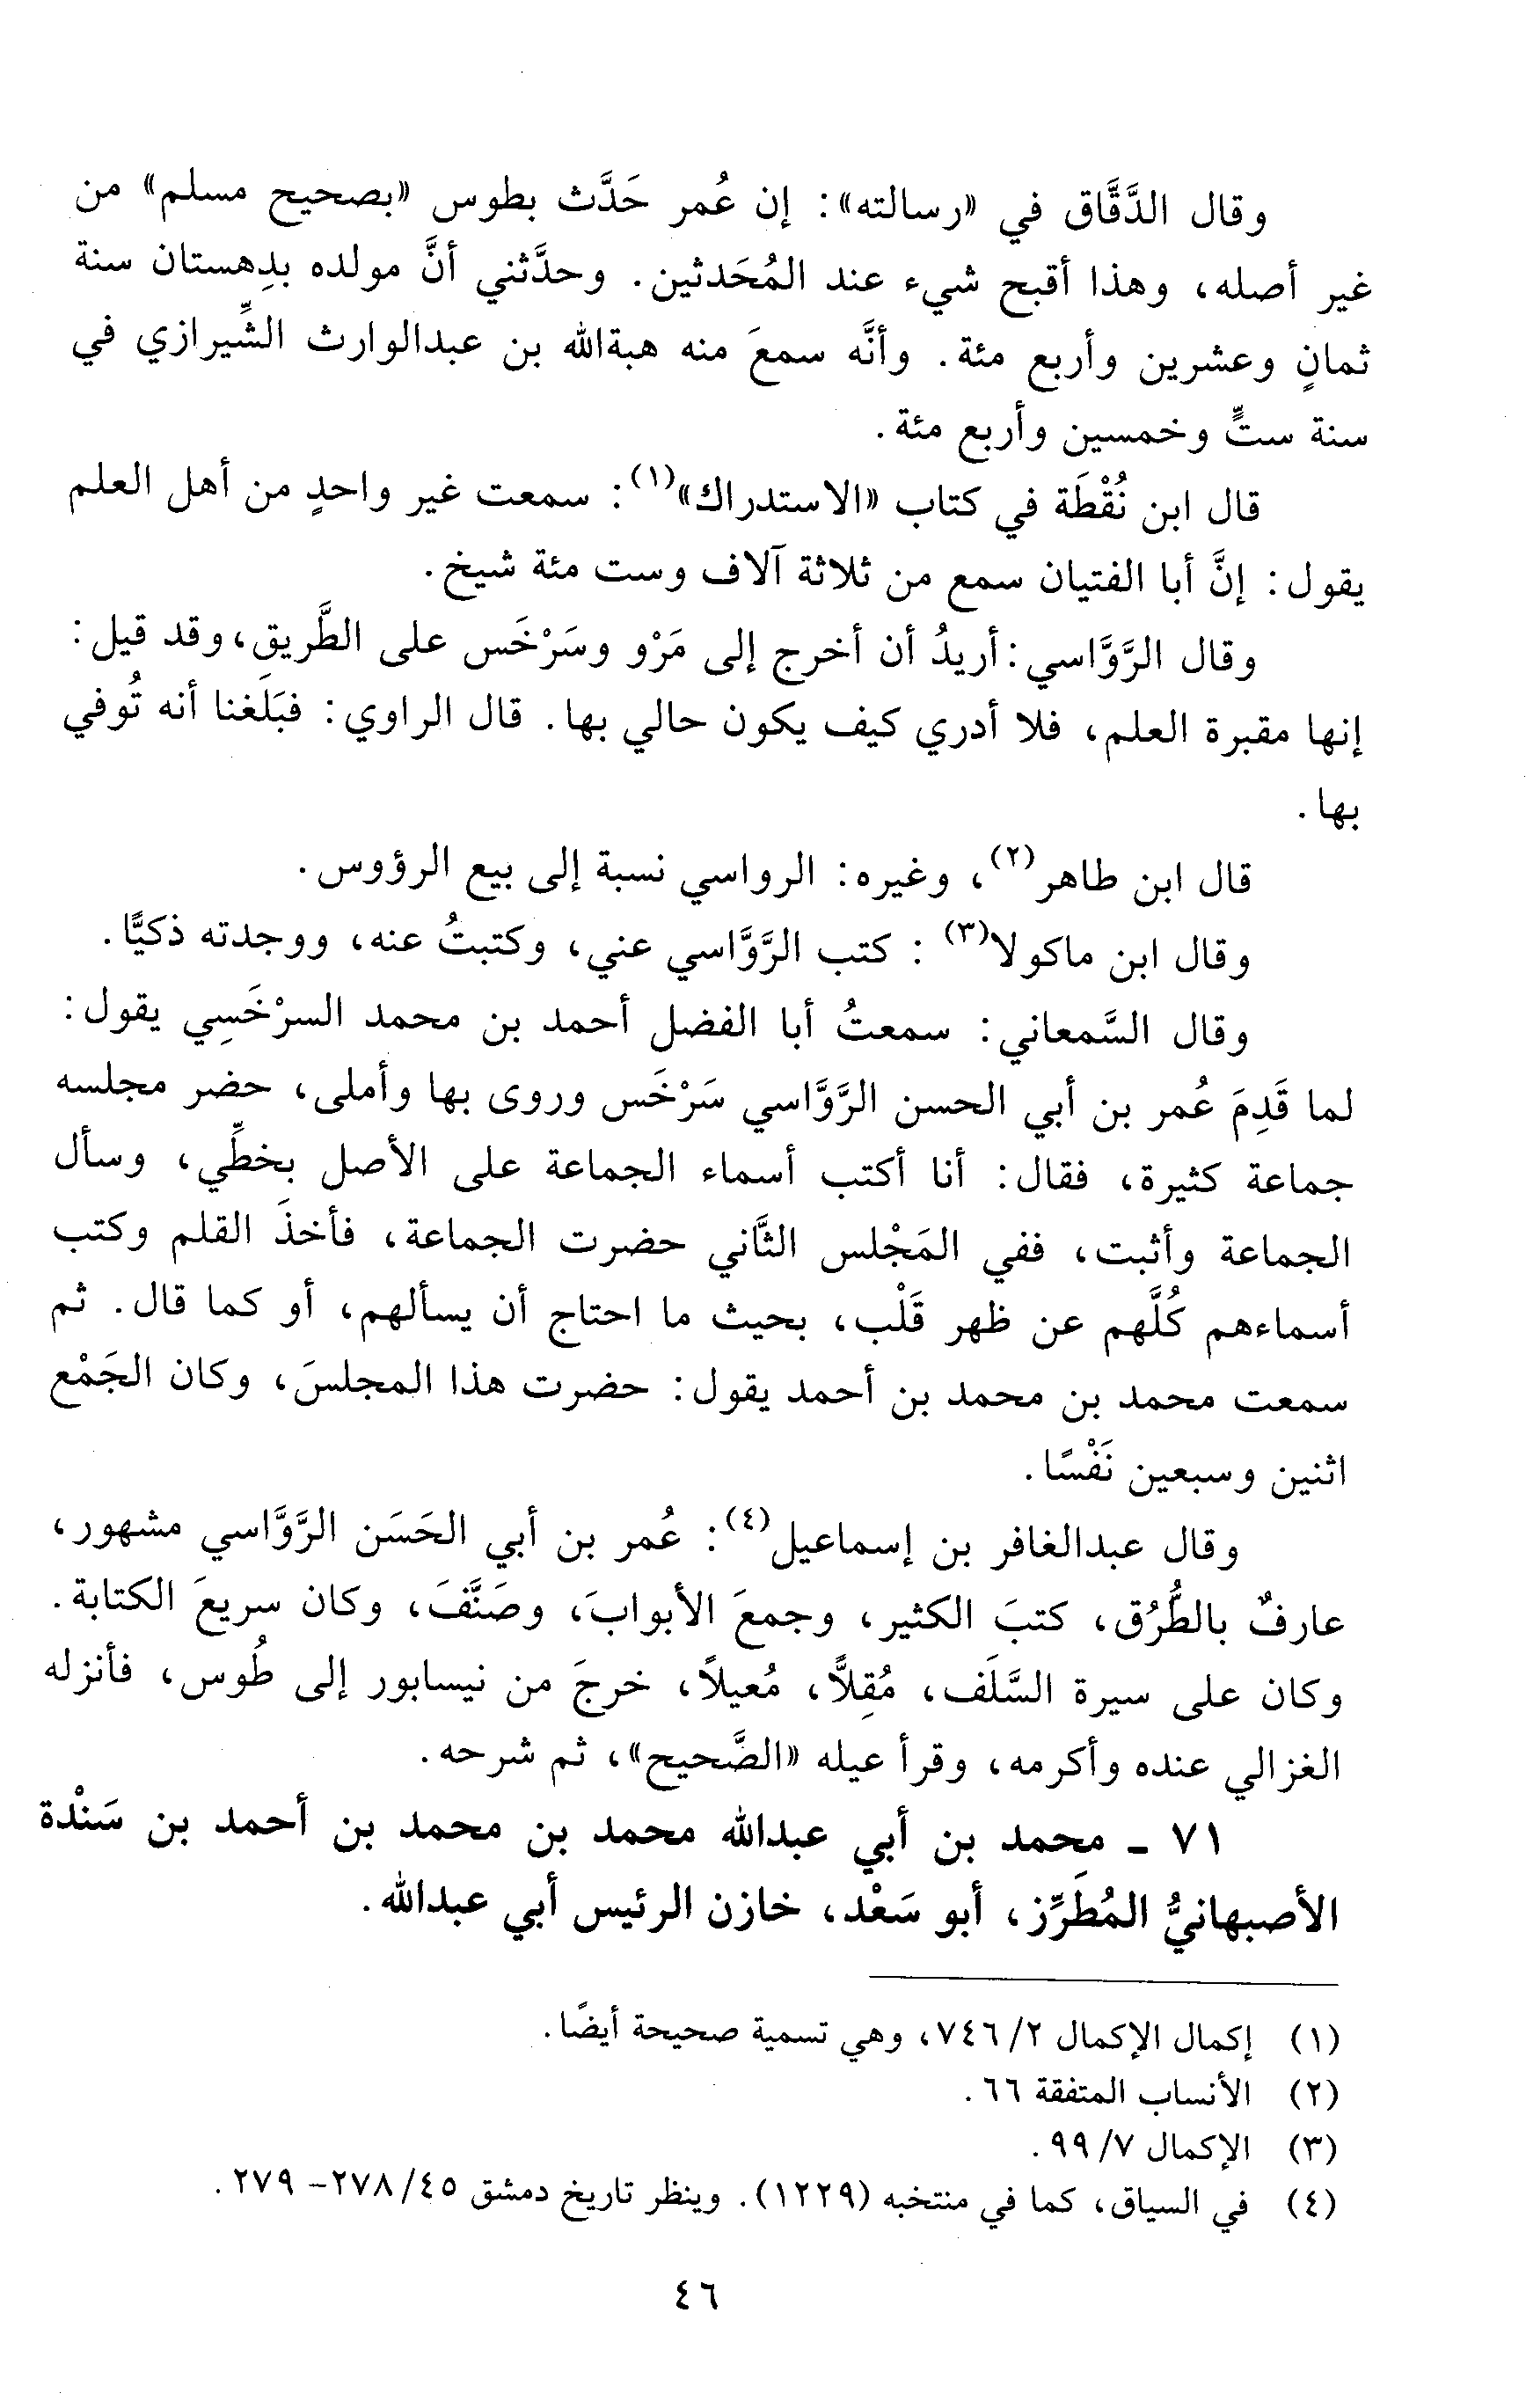 وقال الدَّقَّاق في «رسالته»: إن عُمر حَدَّث بطوس «بصحيح مسلم» من
غير أصله، وهذا أقبح شيء عند المُحَدثين. وحدَّثني أنَّ مولده بدِهستان سنة
ثمانٍ وعشرين وأربع مئة. وأنَّه سمعَ منه هبةالله بن عبدالوارث الشِّيرازي في
سنة ستٍّ وخمسين وأربع مئة.
قال ابن نُقْطَة في كتاب «الاستدراك»(١): سمعت غير واحدٍ من أهل العلم
يقول: إنَّ أبا الفتيان سمع من ثلاثة آلاف وست مئة شيخ.
وقال الرَّوَّاسي: أريدُ أن أخرج إلى مَرْو وسَرْخَس على الطَّريقِ، وقد قيل:
إنها مقبرة العلم، فلا أدري كيف يكون حالي بها. قال الراوي: فبَلَغنا أنه تُوفي
بها.
قال ابن طاهر(٢)، وغيره: الرواسي نسبة إلى بيع الرؤوس.
وقال ابن ماكولا(٣): كتب الرَّوَّاسي عني، وكتبتُ عنه، ووجدته ذكيًّا.
وقال السَّمعاني: سمعتُ أبا الفضل أحمد بن محمد السرْخَسِي يقول:
لما قَدِمَ عُمر بن أبي الحسن الرَّوَّاسي سَرْخَس وروى بها وأملى، حضر مجلسه
جماعة كثيرة، فقال: أنا أكتب أسماء الجماعة على الأصل بخطِّي، وسأل
الجماعة وأثبت، ففي المَجْلس الثَّاني حضرت الجماعة، فأخذَ القلم وكتب
أسماءهم كُلَّهم عن ظهر قَلْب، بحيث ما احتاج أن يسألهم، أو كما قال. ثم
سمعت محمد بن محمد بن أحمد يقول: حضرت هذا المجلسَ، وكان الجَمْع
اثنين وسبعين نَفْسًا.
وقال عبدالغافر بن إسماعيل(٤): عُمر بن أبي الحَسَن الرَّوَّاسي مشهور،
عارفٌ بالطُّرُق، كتبَ الكثير، وجمعَ الأبوابَ، وصَنَّفَ، وكان سريعَ الكتابة.
وكان على سيرة السَّلَف، مُقِلاًّ، مُعيلاً، خرجَ من نيسابور إلى طُوس، فأنزله
الغزالي عنده وأكرمه، وقرأ عيله «الصَّحيح»، ثم شرحه.
٧١ ـ محمد بن أبي عبدالله محمد بن محمد بن أحمد بن سَنْدة
الأصبهانيُّ المُطَرِّز، أبو سَعْد، خازن الرئيس أبي عبدالله.
(١) إكمال الإكمال ٢/ ٧٤٦، وهي تسمية صحيحة أيضًا.
(٢) الأنساب المتفقة ٦٦.
(٣) الإكمال ٧/ ٩٩.
(٤) في السياق، كما في منتخبه (١٢٢٩). وينظر تاريخ دمشق ٤٥/ ٢٧٨- ٢٧٩.
٤٦